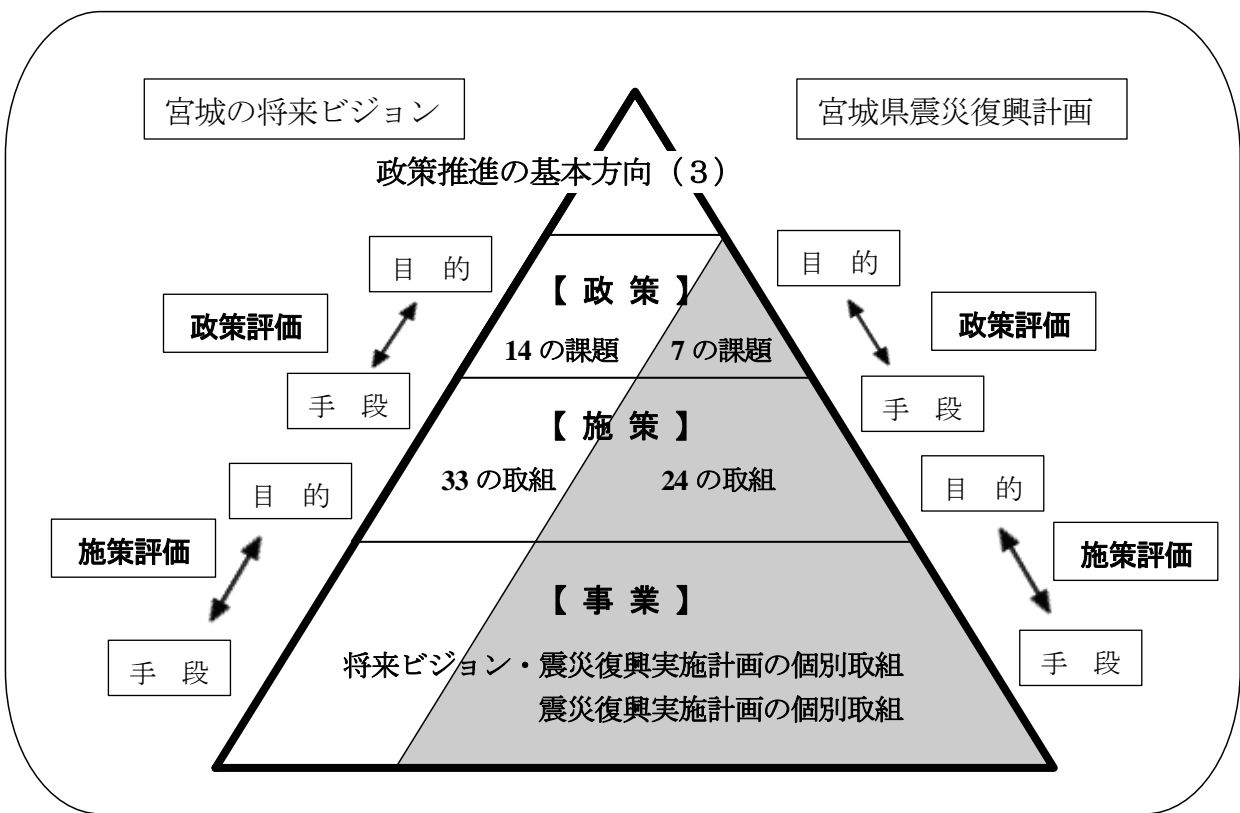 宮城の将来ビジョン
宮城県震災復興計画
政策推進の基本方向（３）
目　的
目　的
【 政 策 】
政策評価
政策評価
14 の課題
7 の課題
手　段
手　段
【 施 策 】
33 の取組
24 の取組
目　的
目　的
施策評価
施策評価
【 事 業 】
手　段
手　段
将来ビジョン・震災復興実施計画の個別取組
震災復興実施計画の個別取組